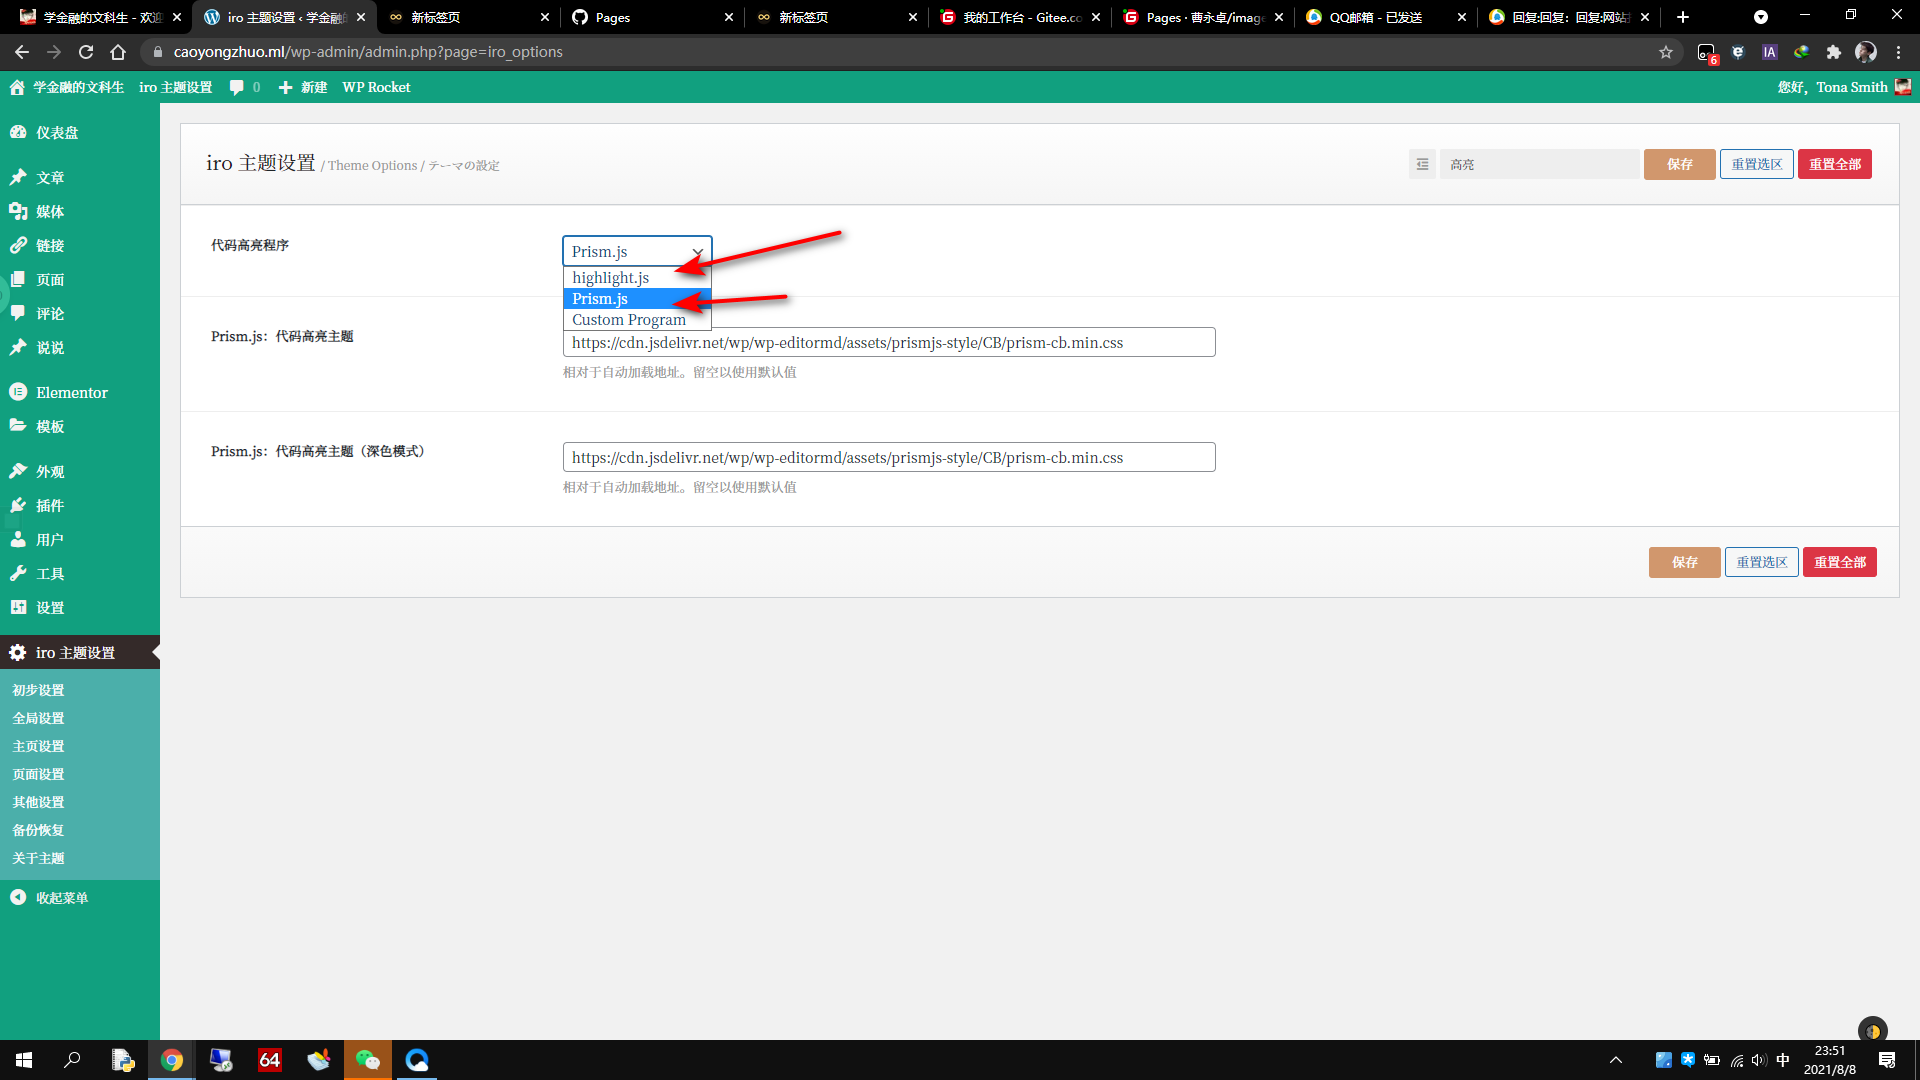 学金融的文科生 - 欢迎
iro 主题设置 ‹ 学金融的
新标签页
Pages
新标签页
我的工作台 - Gitee.co
Pages · 曹永卓/image
QQ邮箱 - 已发送
回复:回复：回复:网站
caoyongzhuo.ml/wp-admin/admin.php?page=iro_options
6
IA
学金融的文科生
iro 主题设置
0
新建
WP Rocket
您好，Tona Smith
仪表盘
文章
媒体
链接
页面
评论
说说
Elementor
模板
外观
插件
用户
工具
设置
iro 主题设置
初步设置
全局设置
主页设置
页面设置
其他设置
备份恢复
关于主题
收起菜单
iro 主题设置 / Theme Options / テーマの設定
高亮
保存
重置选区
重置全部
代码高亮程序
Prism.js
highlight.js
Prism.js
Custom Program
Prism.js：代码高亮主题
https://cdn.jsdelivr.net/wp/wp-editormd/assets/prismjs-style/CB/prism-cb.min.css
相对于自动加载地址。留空以使用默认值
Prism.js：代码高亮主题（深色模式）
https://cdn.jsdelivr.net/wp/wp-editormd/assets/prismjs-style/CB/prism-cb.min.css
相对于自动加载地址。留空以使用默认值
保存
重置选区
重置全部
64
中
23:51
2021/8/8